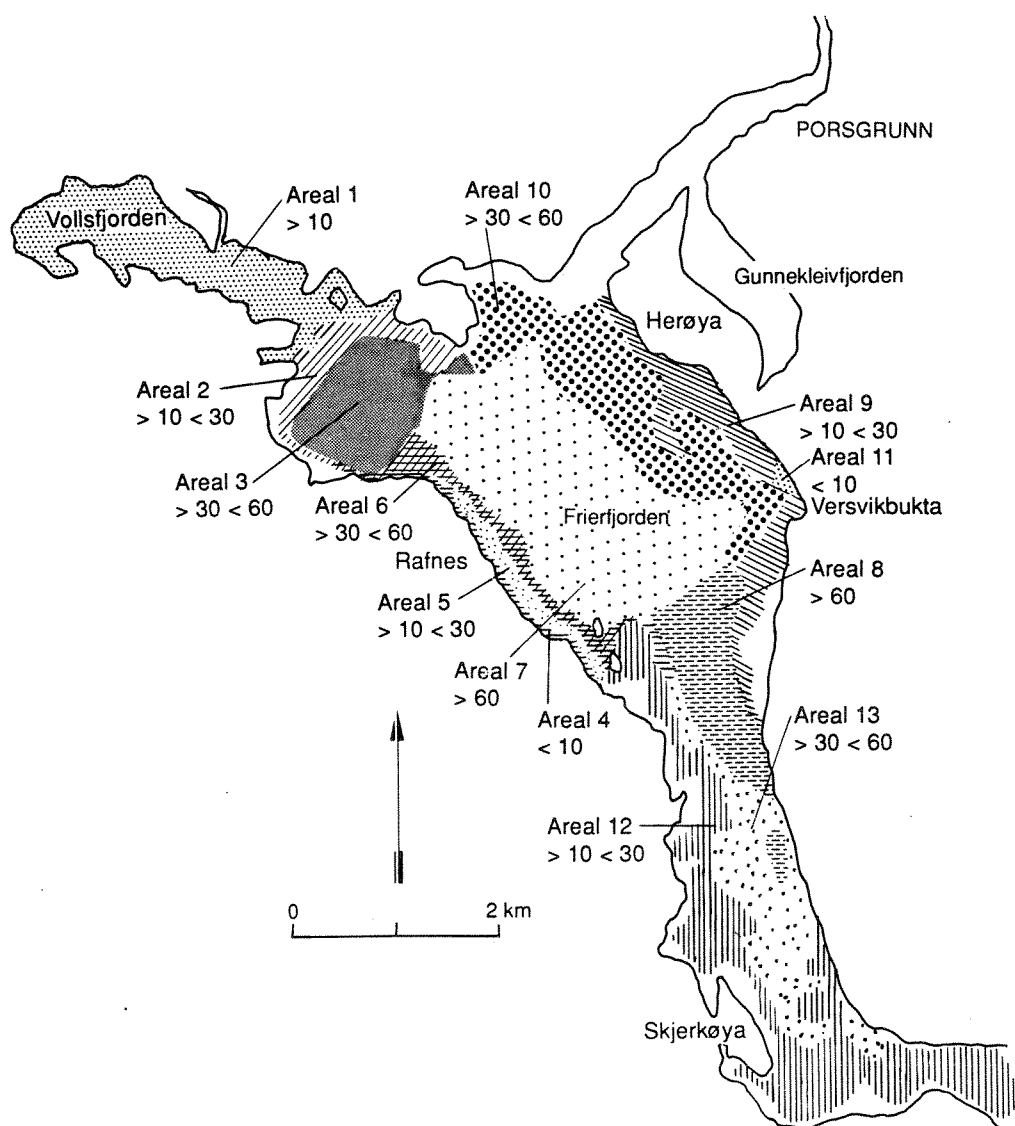 PORSGRUNN
Vollsfjorden
Areal 1
> 10
Areal 10
> 30 < 60
Gunnekleivfjorden
Herøya
Areal 2
> 10 < 30
Areal 9
> 10 < 30
Areal 11
< 10
Versvikbukta
Areal 3
> 30 < 60
Areal 6
> 30 < 60
Frierfjorden
Rafnes
Areal 8
> 60
Areal 5
> 10 < 30
Areal 7
> 60
Areal 4
< 10
Areal 13
> 30 < 60
Areal 12
> 10 < 30
0 2 km
Skjerkøya